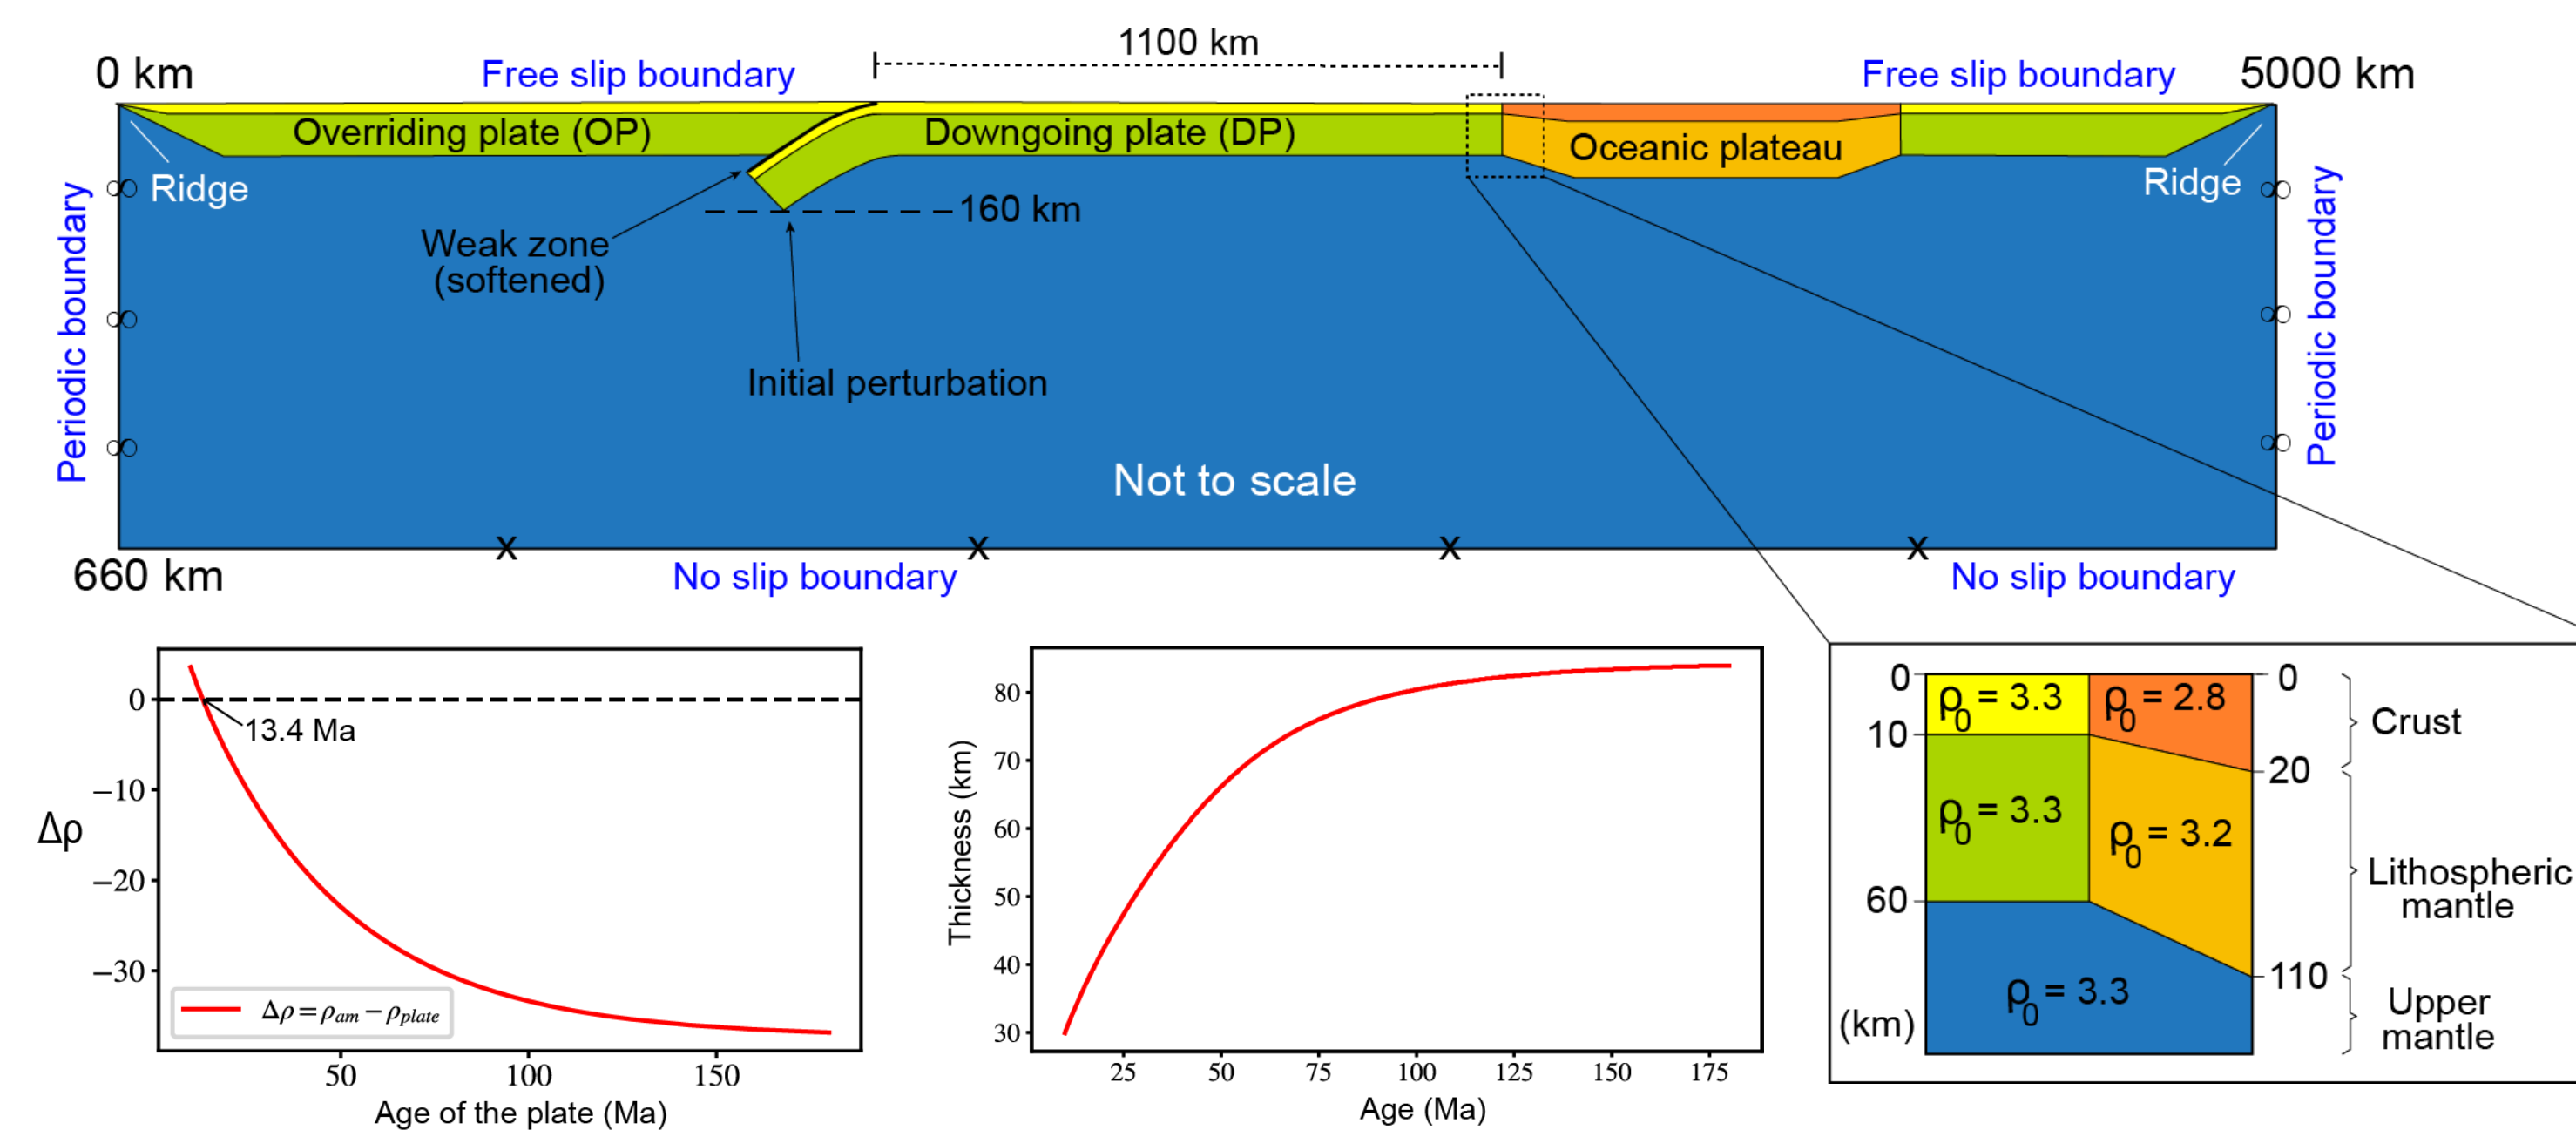 1100 km
0 km
Free slip boundary
Free slip boundary
5000 km
Overriding plate (OP)
Downgoing plate (DP)
Oceanic plateau
Ridge
Ridge
160 km
Weak zone
(softened)
Initial perturbation
Periodic boundary
Periodic boundary
∞
∞
∞
∞
∞
∞
Not to scale
x
x
x
x
660 km
No slip boundary
No slip boundary
0
−10
−20
−30
Δρ
13.4 Ma
Δρ = ρam − ρplate
50
100
150
Age of the plate (Ma)
80
70
60
50
40
30
Thickness (km)
25
50
75
100
125
150
175
Age (Ma)
0
10
60
(km)
ρ0 = 3.3
ρ0 = 2.8
ρ0 = 3.3
ρ0 = 3.2
ρ0 = 3.3
0
20
110
Crust
Lithospheric
mantle
Upper
mantle